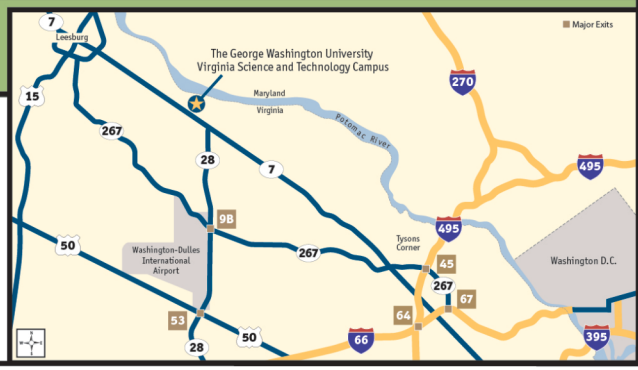 7
Leesburg
The George Washington University
Virginia Science and Technology Campus
Major Exits
270
15
Maryland
Virginia
Potomac River
267
28
7
495
495
9B
50
Washington-Dulles
International
Airport
267
Tysons
Corner
45
Washington D.C.
267
67
64
53
50
66
395
28
N
S
W
E